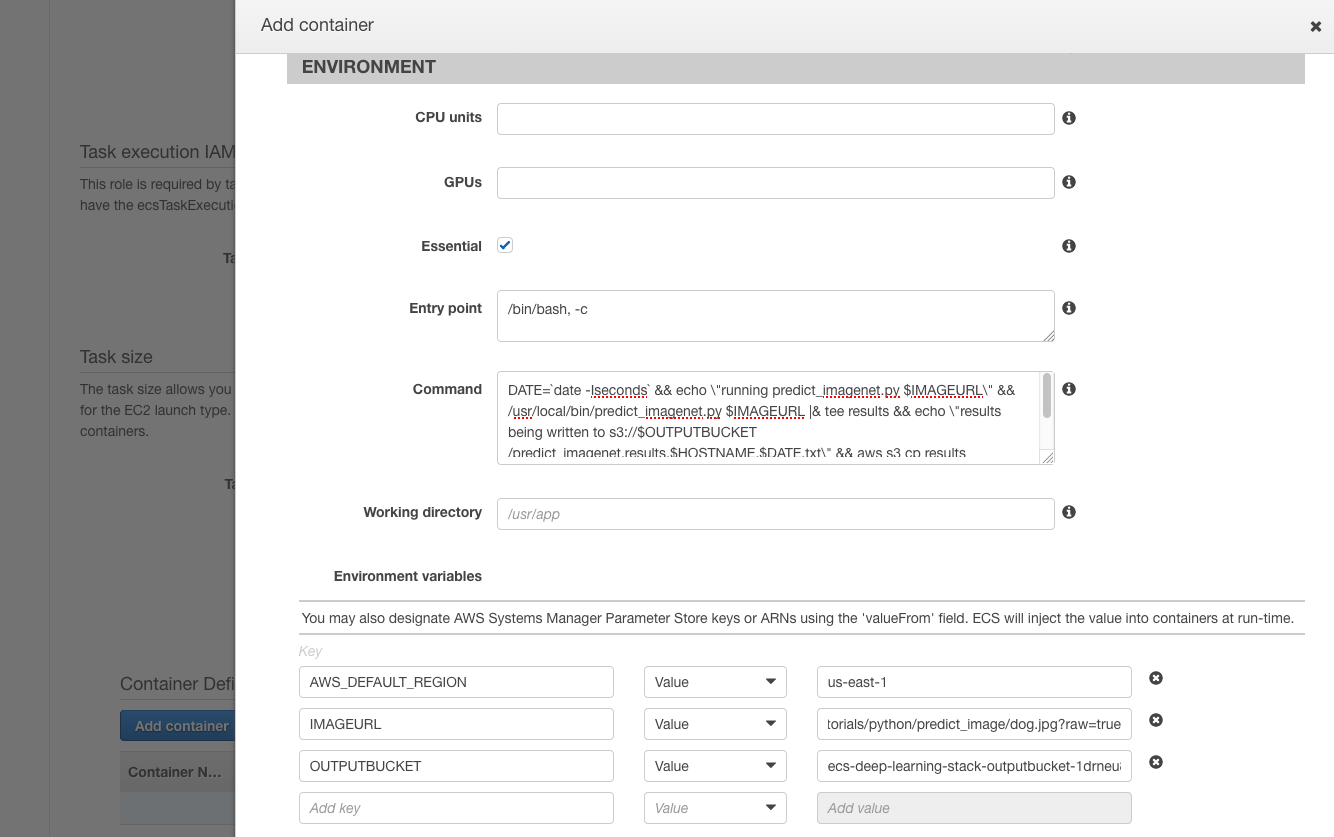 Add container
ENVIRONMENT
CPU units
GPUs
Essential
Entry point
/bin/bash, -c
Command
DATE=`date -Iseconds` && echo \"running predict_imagenet.py $IMAGEURL\" &&
/usr/local/bin/predict_imagenet.py $IMAGEURL |& tee results && echo \"results
being written to s3://$OUTPUTBUCKET
/predict_imagenet.results.$HOSTNAME.$DATE.txt\" && aws s3 cp results
Working directory
/usr/app
Environment variables
You may also designate AWS Systems Manager Parameter Store keys or ARNs using the 'valueFrom' field. ECS will inject the value into containers at run-time.
Key
AWS_DEFAULT_REGION Value us-east-1
IMAGEURL Value torials/python/predict_image/dog.jpg?raw=true
OUTPUTBUCKET Value ecs-deep-learning-stack-outputbucket-1drneu
Add key Value Add value
Task execution IAM
This role is required by ta
have the ecsTaskExecuti
Ta
Task size
The task size allows you
for the EC2 launch type.
containers.
Ta
Container Defi
Add container
Container N...